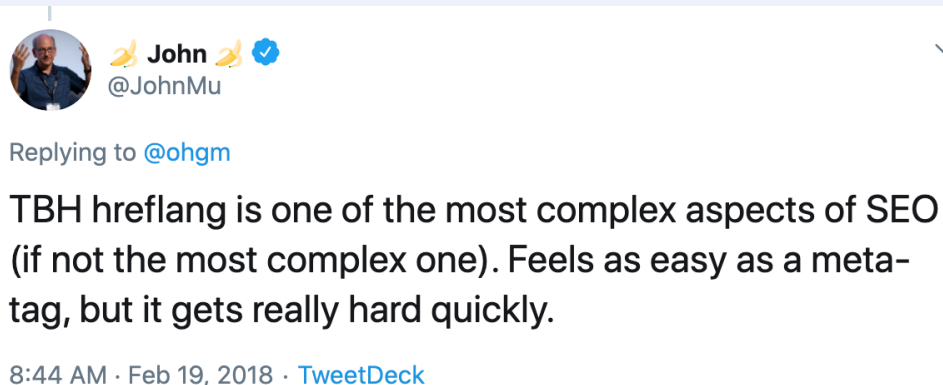 🍌 John 🍌
@JohnMu
Replying to @ohgm
TBH hreflang is one of the most complex aspects of SEO
(if not the most complex one). Feels as easy as a meta-
tag, but it gets really hard quickly.
8:44 AM · Feb 19, 2018 · TweetDeck